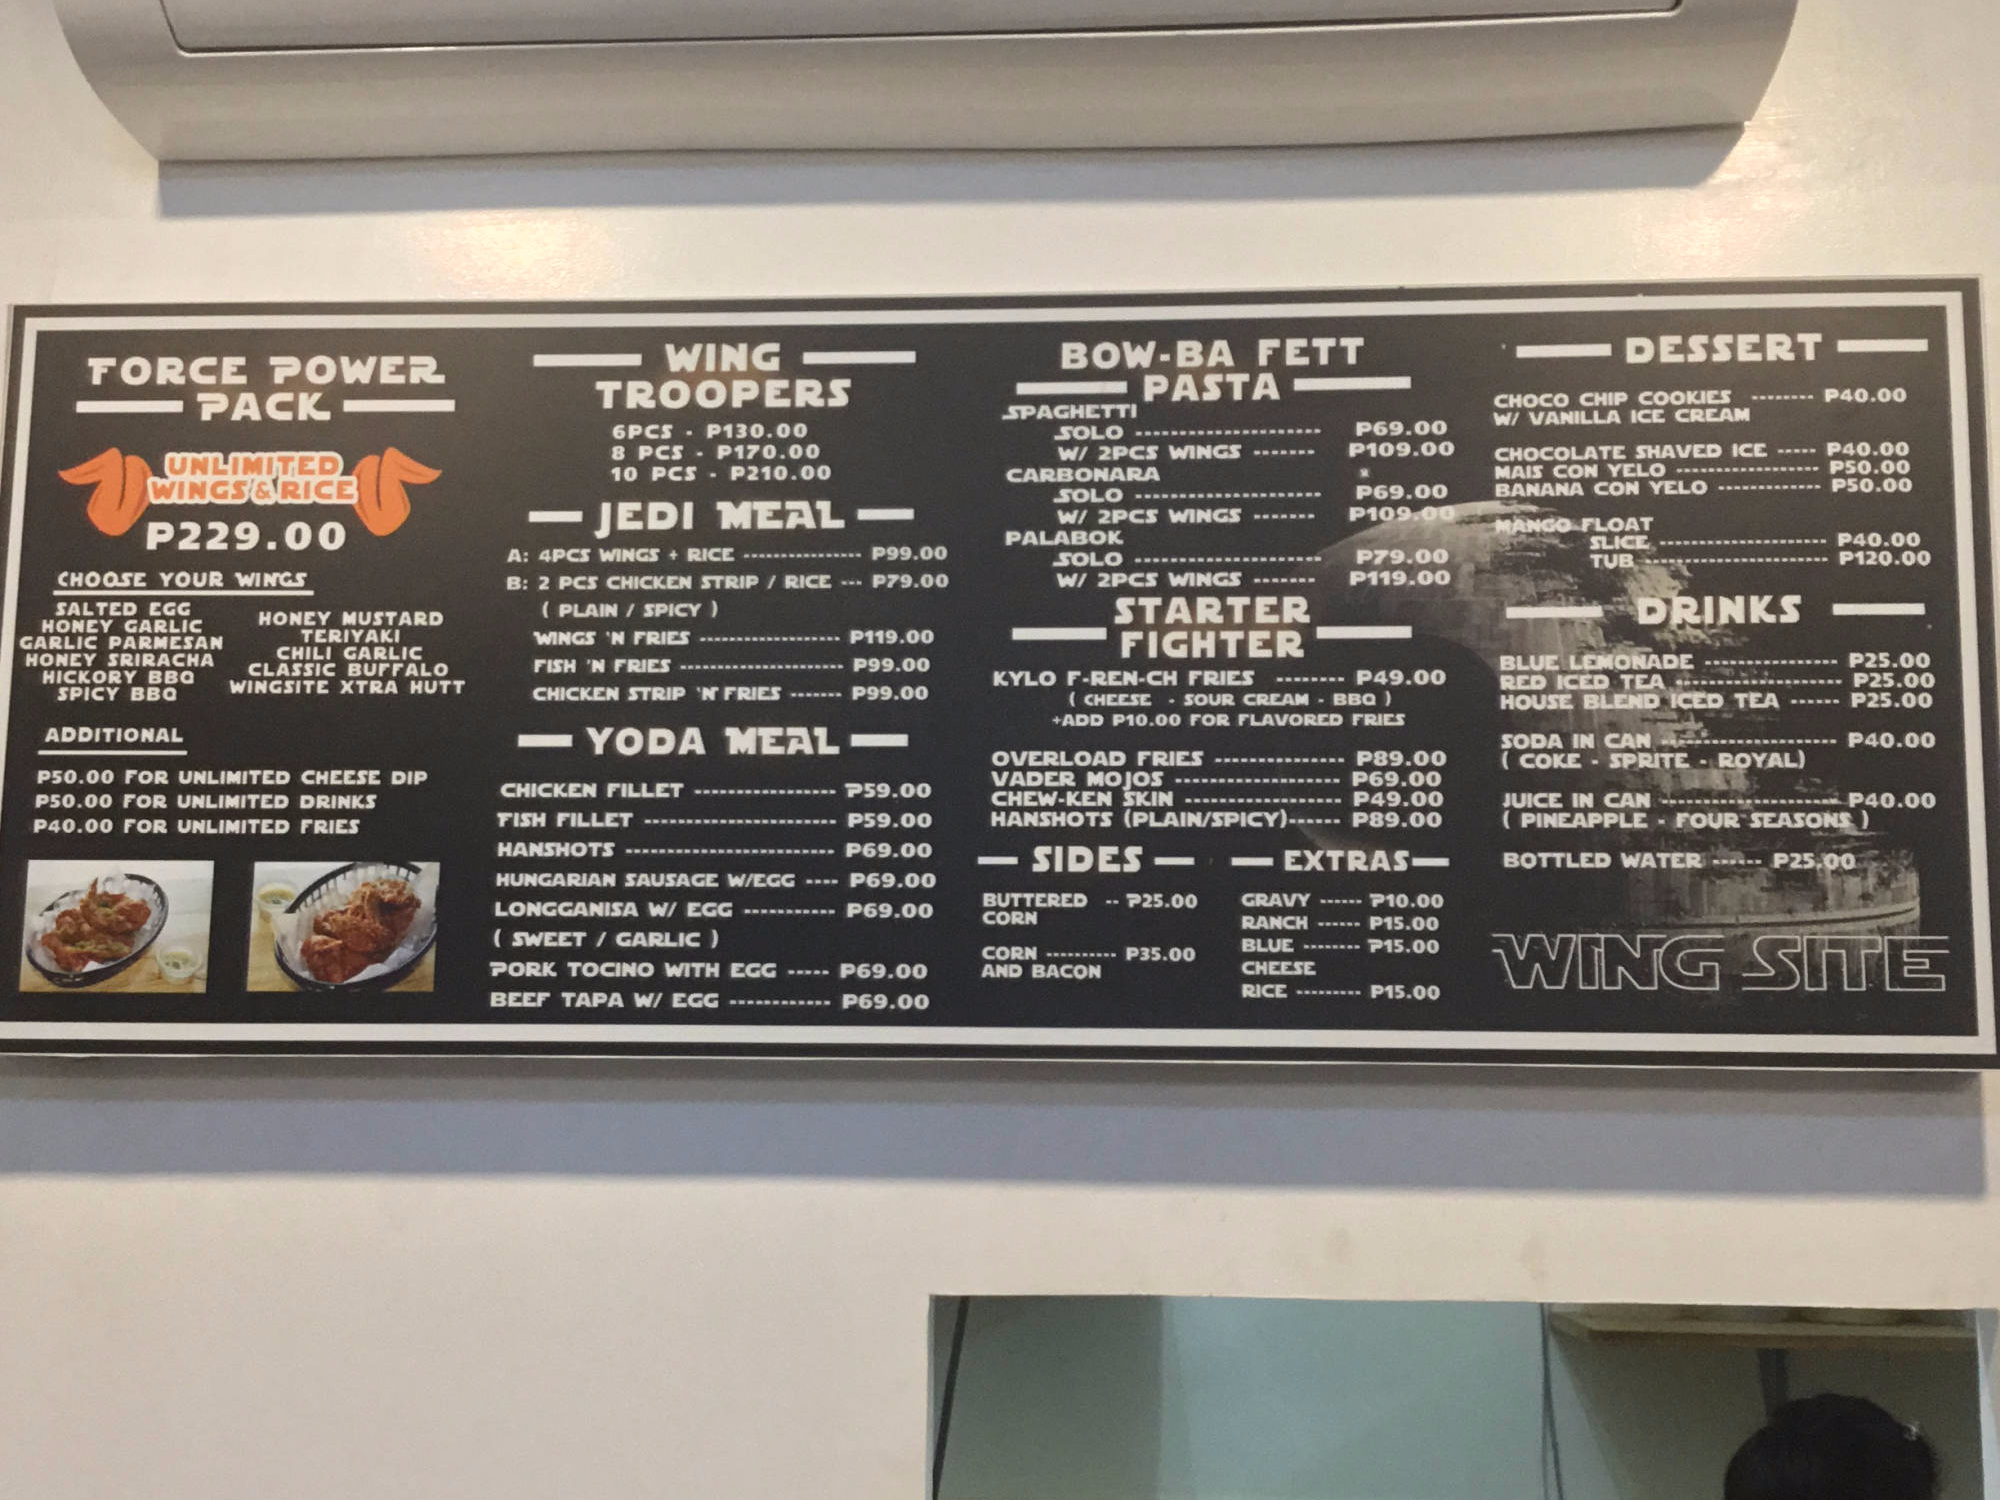 FORCE POWER
PACK
UNLIMITED
WINGS & RICE
P229.00
CHOOSE YOUR WINGS
SALTED EGG
HONEY GARLIC
GARLIC PARMESAN
HONEY SRIRACHA
HICKORY BBQ
SPICY BBQ
HONEY MUSTARD
TERIYAKI
CHILI GARLIC
CLASSIC BUFFALO
WINGSITE XTRA HUTT
ADDITIONAL
P50.00 FOR UNLIMITED CHEESE DIP
P50.00 FOR UNLIMITED DRINKS
P40.00 FOR UNLIMITED FRIES
WING
TROOPERS
6PCS - P130.00
8 PCS - P170.00
10 PCS - P210.00
JEDI MEAL
A: 4PCS WINGS + RICE --------------- P99.00
B: 2 PCS CHICKEN STRIP / RICE --- P79.00
( PLAIN / SPICY )
WINGS 'N FRIES ------------------ P119.00
FISH 'N FRIES --------------------- P99.00
CHICKEN STRIP 'N' FRIES ------- P99.00
YODA MEAL
CHICKEN FILLET ----------------- P59.00
FISH FILLET ----------------------- P59.00
HANSHOTS ------------------------- P69.00
HUNGARIAN SAUSAGE W/EGG ---- P69.00
LONGGANISA W/ EGG ----------- P69.00
( SWEET / GARLIC )
PORK TOCINO WITH EGG ----- P69.00
BEEF TAPA W/ EGG ------------ P69.00
BOW-BA FETT
PASTA
SPAGHETTI
SOLO --------------------- P69.00
W/ 2PCS WINGS ------- P109.00
CARBONARA
SOLO --------------------- P69.00
W/ 2PCS WINGS ------- P109.00
PALABOK
SOLO --------------------- P79.00
W/ 2PCS WINGS ------- P119.00
STARTER
FIGHTER
KYLO F-REN-CH FRIES -------- P49.00
( CHEESE - SOUR CREAM - BBQ )
+ADD P10.00 FOR FLAVORED FRIES
OVERLOAD FRIES --------------- P89.00
VADER MOJOS ------------------- P69.00
CHEW-KEN SKIN ------------------ P49.00
HANSHOTS (PLAIN/SPICY)------ P89.00
SIDES
BUTTERED -- P25.00
CORN
CORN ---------- P35.00
AND BACON
EXTRAS
GRAVY ------ P10.00
RANCH ------ P15.00
BLUE -------- P15.00
CHEESE
RICE --------- P15.00
DESSERT
CHOCO CHIP COOKIES -------- P40.00
W/ VANILLA ICE CREAM
CHOCOLATE SHAVED ICE ----- P40.00
MAIS CON YELO ------------------ P50.00
BANANA CON YELO ------------- P50.00
MANGO FLOAT
SLICE --------------------- P40.00
TUB ----------------------- P120.00
DRINKS
BLUE LEMONADE ---------------- P25.00
RED ICED TEA ------------------- P25.00
HOUSE BLEND ICED TEA ------ P25.00
SODA IN CAN --------------------- P40.00
( COKE - SPRITE - ROYAL)
JUICE IN CAN --------------------- P40.00
( PINEAPPLE - FOUR SEASONS )
BOTTLED WATER ------ P25.00
WING SITE